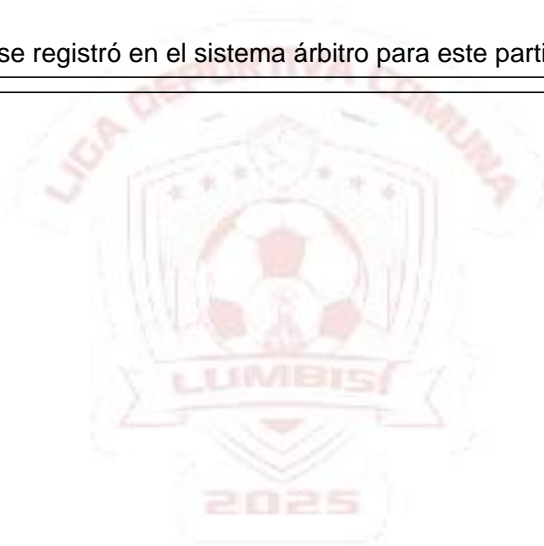 se registró en el sistema árbitro para este parti
LIGA DEPORTIVA COMUNA
LUMBISÍ
2025